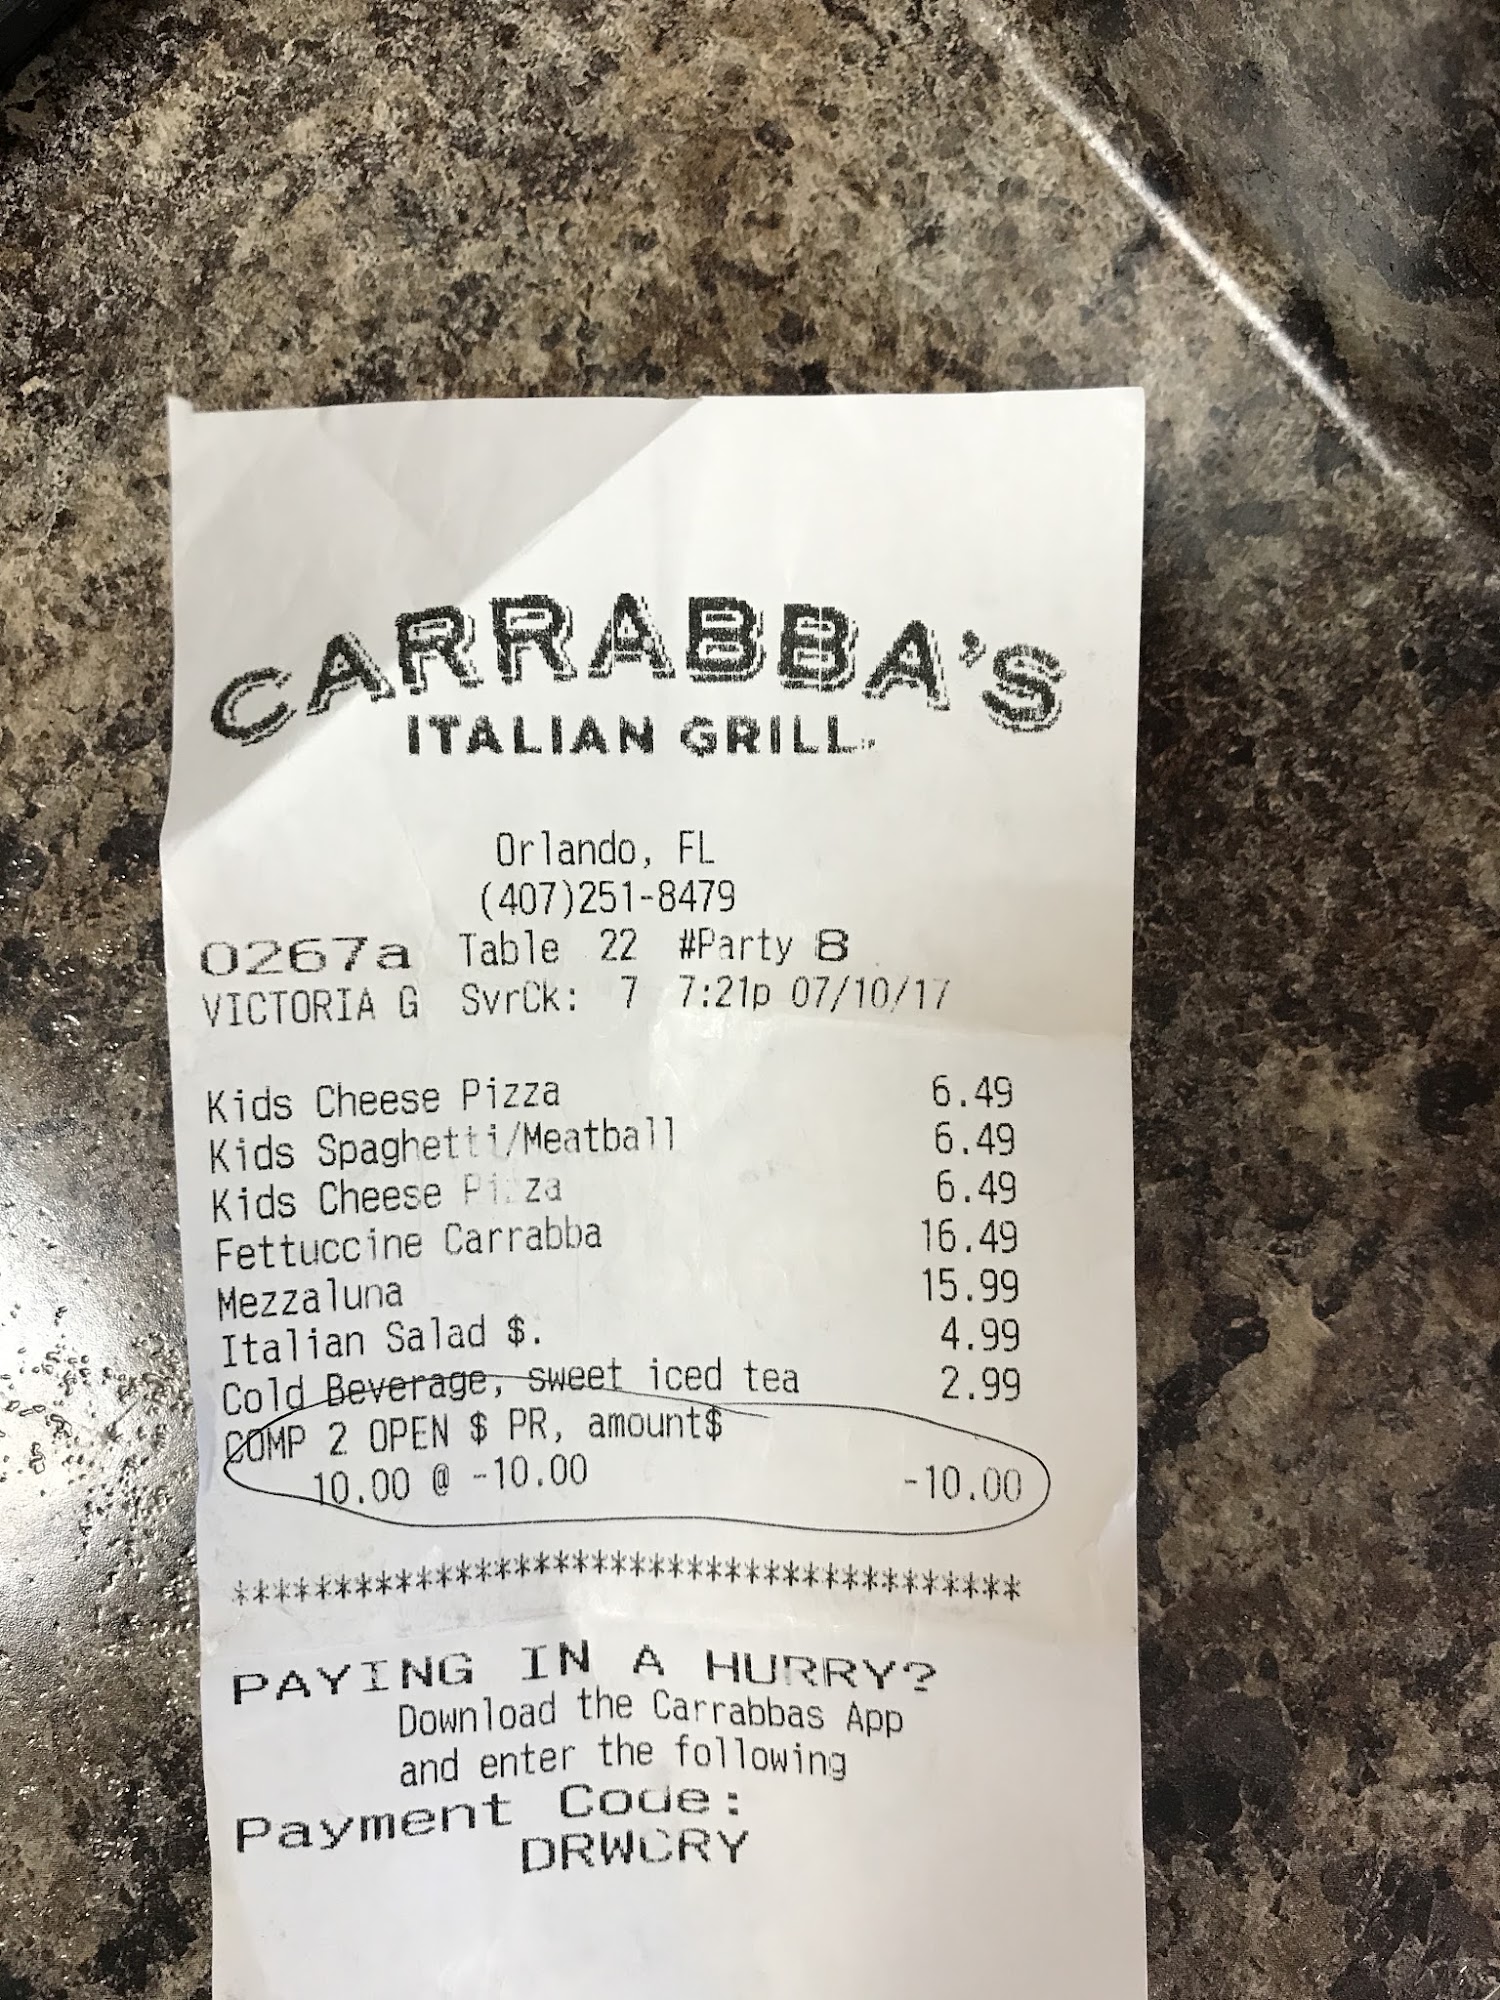 CARRABBA'S
ITALIAN GRILL
Orlando, FL
(407)251-8479
0267a Table 22 #Party 8
VICTORIA G SvrCk: 7 7:21p 07/10/17
Kids Cheese Pizza 6.49
Kids Spaghetti/Meatball 6.49
Kids Cheese Pizza 6.49
Fettuccine Carrabba 16.49
Mezzaluna 15.99
Italian Salad $. 4.99
Cold Beverage, sweet iced tea 2.99
COMP 2 OPEN $ PR, amount$
10.00 @ -10.00 -10.00
***************************************
PAYING IN A HURRY?
Download the Carrabbas App
and enter the following
Payment Code:
DRWCRY